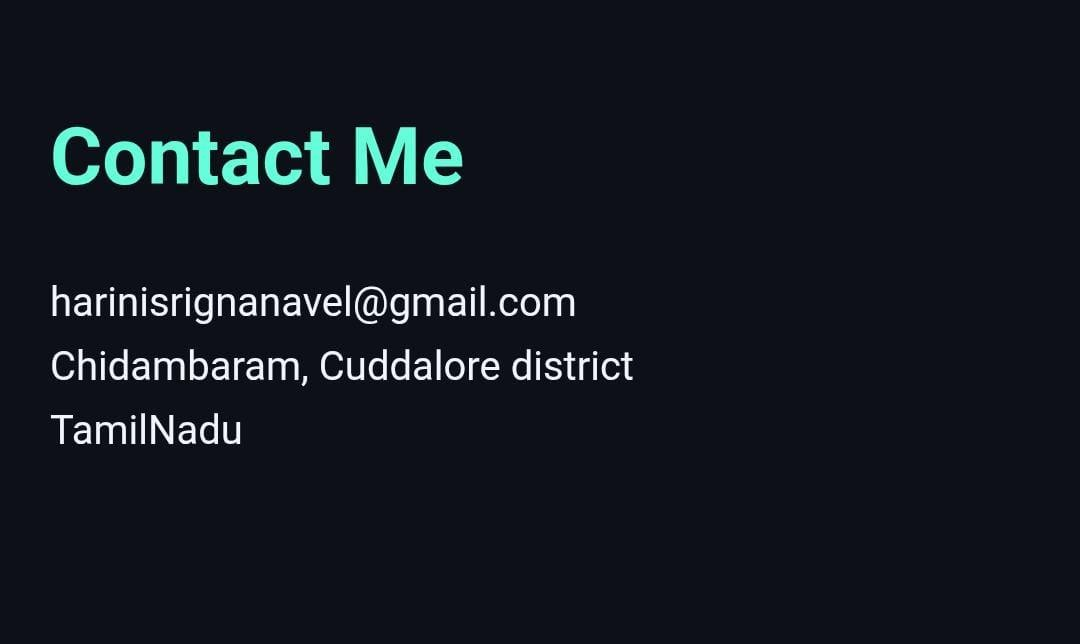 Contact Me
harinisrignanavel@gmail.com
Chidambaram, Cuddalore district
TamilNadu